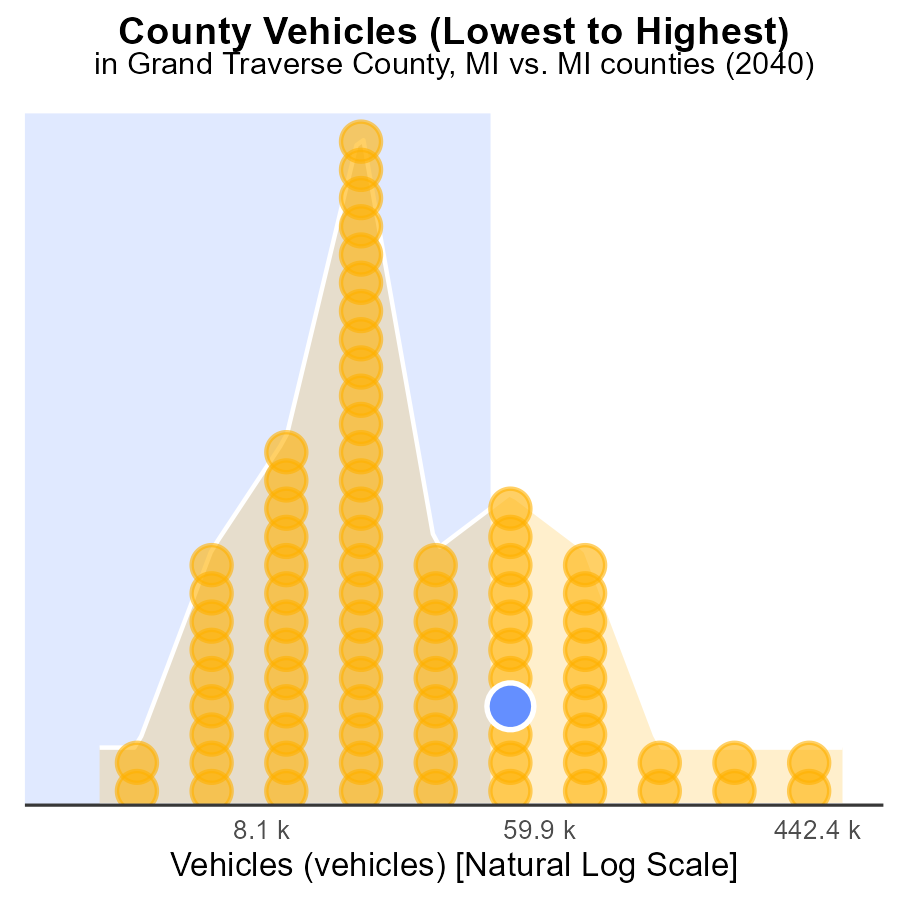 County Vehicles (Lowest to Highest)
in Grand Traverse County, MI vs. MI counties (2040)
8.1 k 59.9 k 442.4 k
Vehicles (vehicles) [Natural Log Scale]